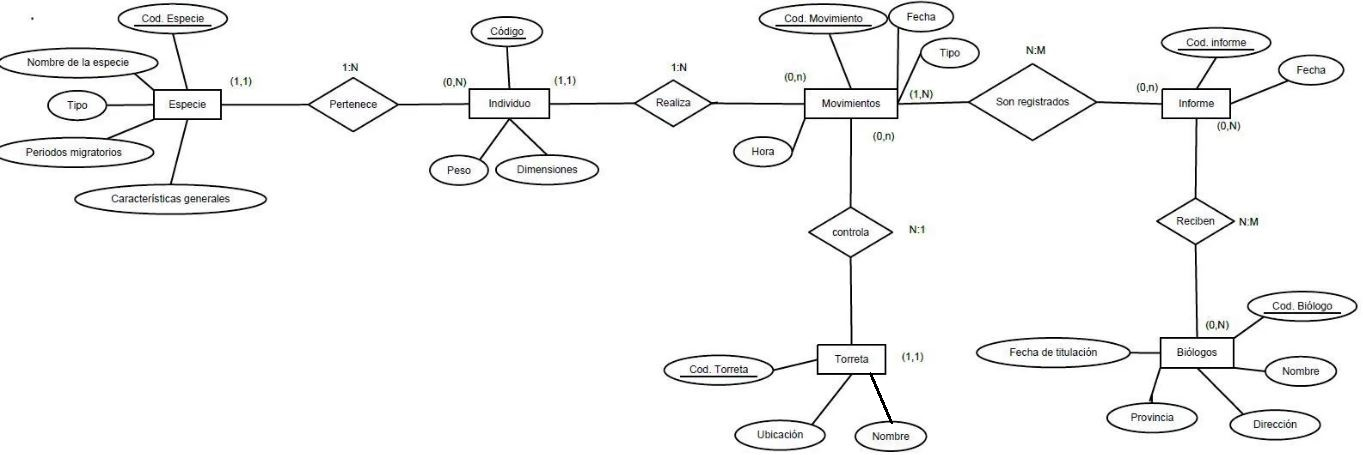 Cod. Especie
Nombre de la especie
Tipo
Periodos migratorios
Características generales
Especie
(1,1)
1:N
Pertenece
(0,N)
Código
Individuo
Peso
Dimensiones
(1,1)
1:N
Realiza
(0,n)
Cod. Movimiento
Fecha
Tipo
Movimientos
Hora
(1,N)
(0,n)
N:M
Son registrados
(0,n)
Cod. informe
Fecha
Informe
(0,N)
controla
N:1
Reciben
N:M
Torreta
(1,1)
Cod. Torreta
Ubicación
Nombre
(0,N)
Cod. Biólogo
Fecha de titulación
Biólogos
Nombre
Provincia
Dirección